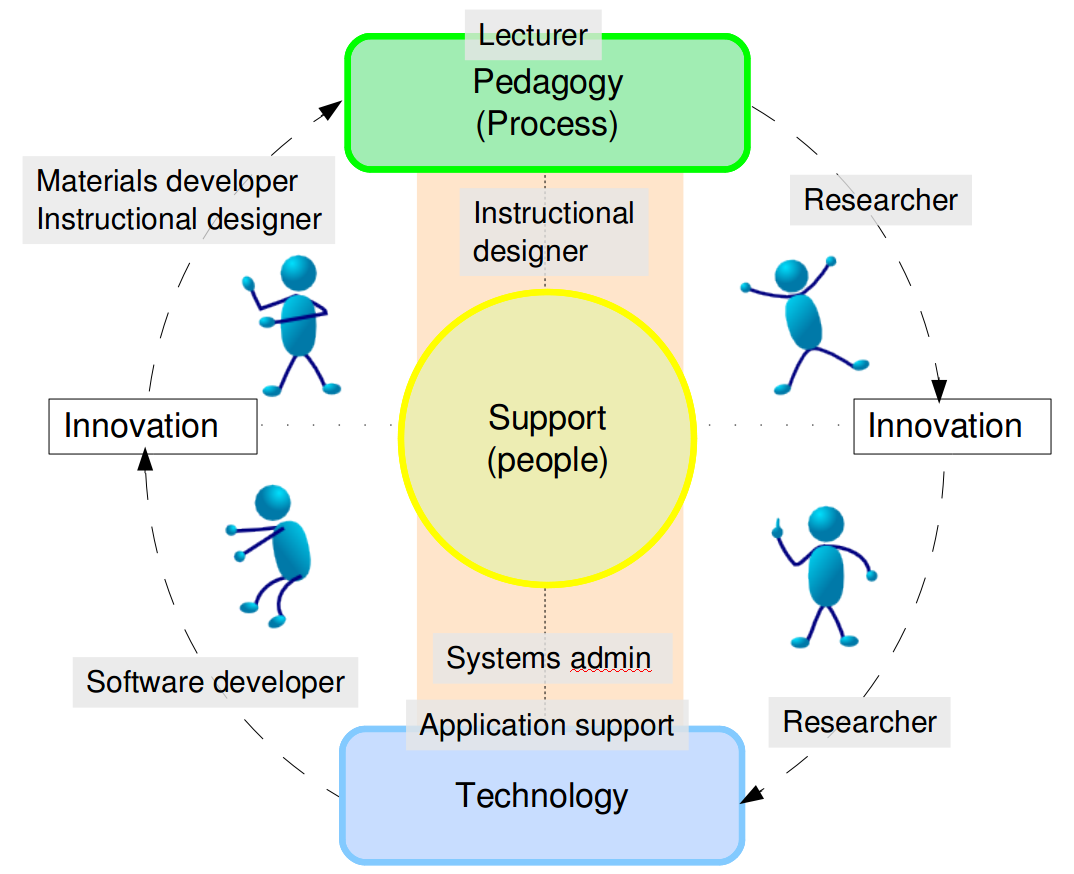 Lecturer
Pedagogy
(Process)
Materials developer
Instructional designer
Researcher
Instructional
designer
Innovation
Support
(people)
Innovation
Software developer
Systems admin
Application support
Researcher
Technology